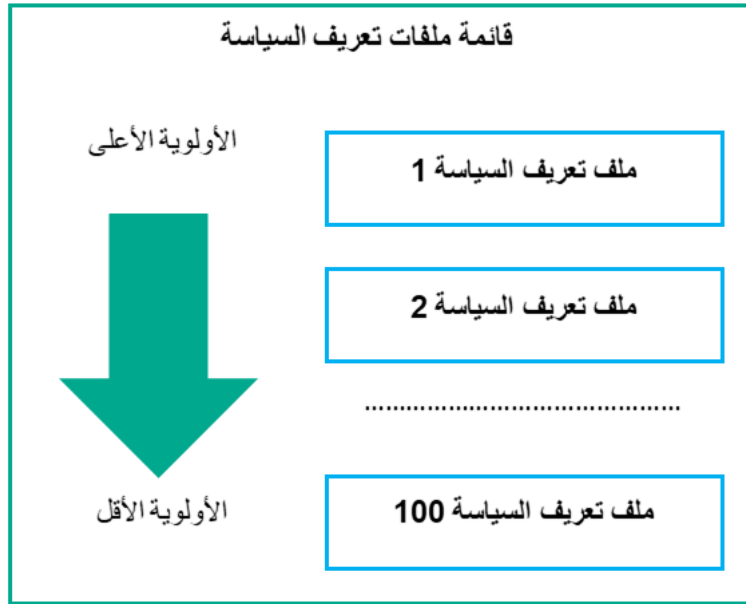 قائمة ملفات تعريف السياسة
الأولوية الأعلى
ملف تعريف السياسة 1
ملف تعريف السياسة 2
............................................
الأولوية الأقل
ملف تعريف السياسة 100